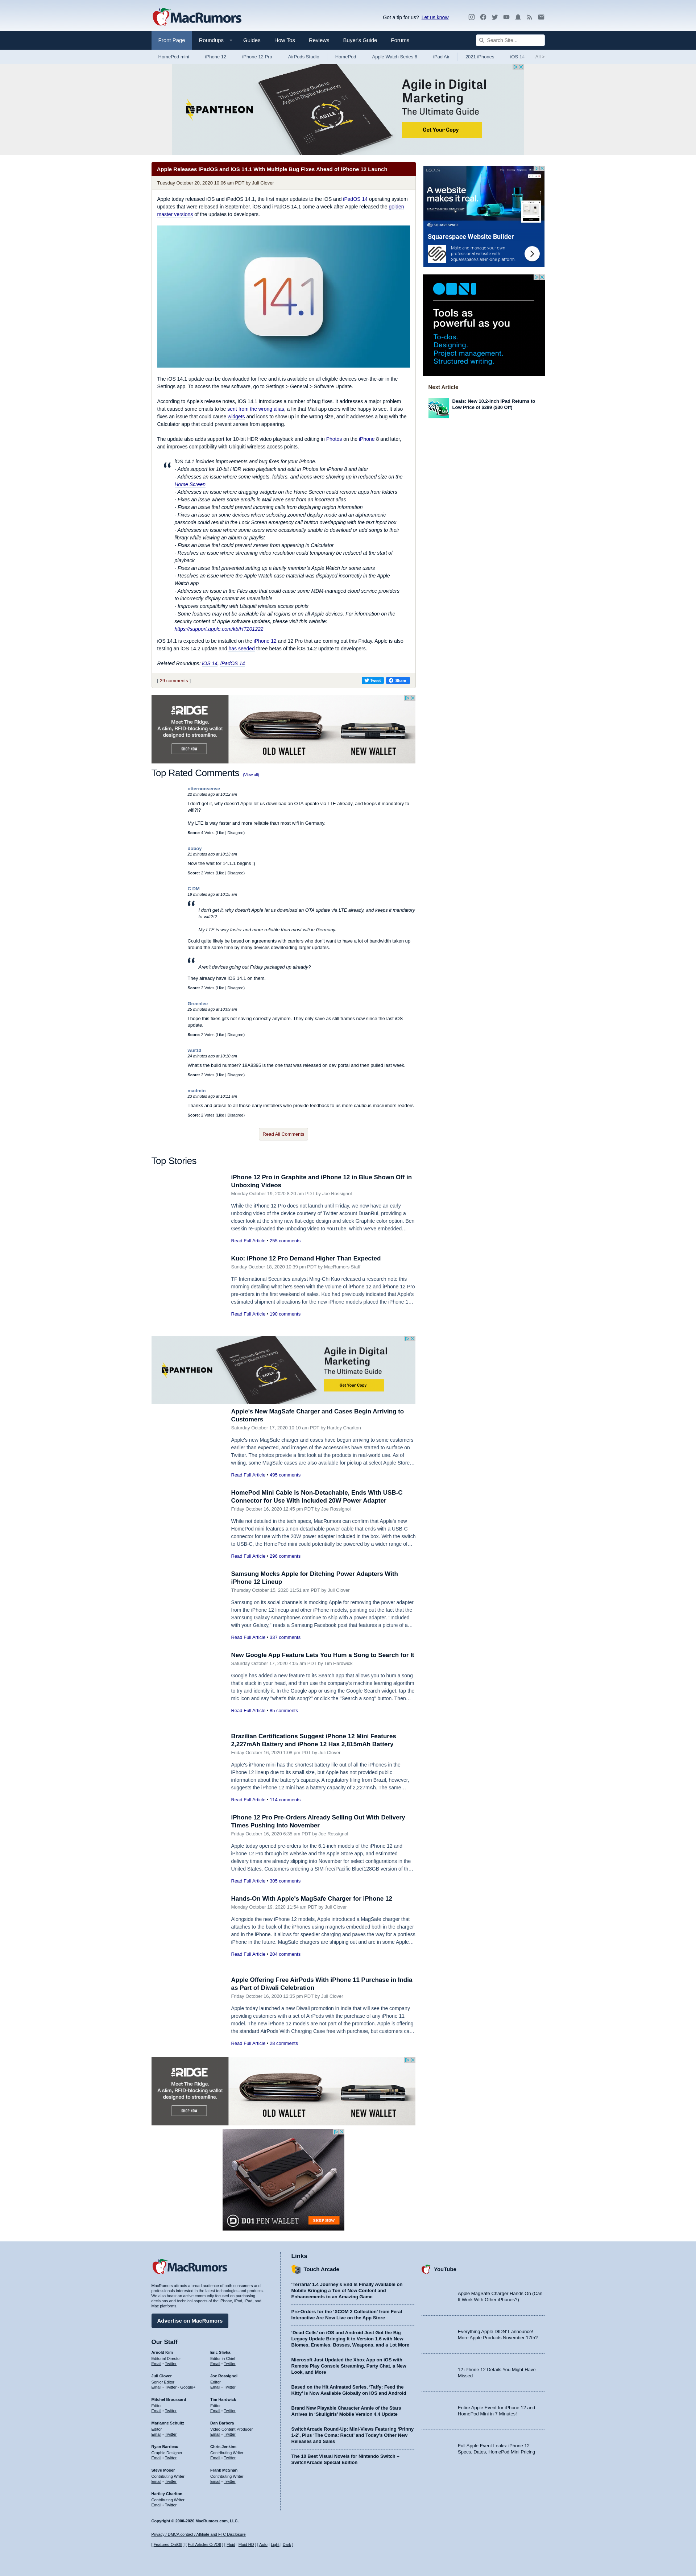 MacRumors
Got a tip for us? Let us know
Front Page Roundups Guides How Tos Reviews Buyer's Guide Forums Search Site...
HomePod mini iPhone 12 iPhone 12 Pro AirPods Studio HomePod Apple Watch Series 6 iPad Air 2021 iPhones iOS 14 All >
PANTHEON
Agile in Digital
Marketing
The Ultimate Guide
Get Your Copy
Apple Releases iPadOS and iOS 14.1 With Multiple Bug Fixes Ahead of iPhone 12 Launch
Tuesday October 20, 2020 10:06 am PDT by Juli Clover
Apple today released iOS and iPadOS 14.1, the first major updates to the iOS and iPadOS 14 operating system
updates that were released in September. iOS and iPadOS 14.1 come a week after Apple released the golden
master versions of the updates to developers.
14.1
The iOS 14.1 update can be downloaded for free and it is available on all eligible devices over-the-air in the
Settings app. To access the new software, go to Settings > General > Software Update.
According to Apple's release notes, iOS 14.1 introduces a number of bug fixes. It addresses a major problem
that caused some emails to be sent from the wrong alias, a fix that Mail app users will be happy to see. It also
fixes an issue that could cause widgets and icons to show up in the wrong size, and it addresses a bug with the
Calculator app that could prevent zeros from appearing.
The update also adds support for 10-bit HDR video playback and editing in Photos on the iPhone 8 and later,
and improves compatibility with Ubiquiti wireless access points.
iOS 14.1 includes improvements and bug fixes for your iPhone.
- Adds support for 10-bit HDR video playback and edit in Photos for iPhone 8 and later
- Addresses an issue where some widgets, folders, and icons were showing up in reduced size on the
Home Screen
- Addresses an issue where dragging widgets on the Home Screen could remove apps from folders
- Fixes an issue where some emails in Mail were sent from an incorrect alias
- Fixes an issue that could prevent incoming calls from displaying region information
- Fixes an issue on some devices where selecting zoomed display mode and an alphanumeric
passcode could result in the Lock Screen emergency call button overlapping with the text input box
- Addresses an issue where some users were occasionally unable to download or add songs to their
library while viewing an album or playlist
- Fixes an issue that could prevent zeroes from appearing in Calculator
- Resolves an issue where streaming video resolution could temporarily be reduced at the start of
playback
- Fixes an issue that prevented setting up a family member's Apple Watch for some users
- Resolves an issue where the Apple Watch case material was displayed incorrectly in the Apple
Watch app
- Addresses an issue in the Files app that could cause some MDM-managed cloud service providers
to incorrectly display content as unavailable
- Improves compatibility with Ubiquiti wireless access points
- Some features may not be available for all regions or on all Apple devices. For information on the
security content of Apple software updates, please visit this website:
https://support.apple.com/kb/HT201222
iOS 14.1 is expected to be installed on the iPhone 12 and 12 Pro that are coming out this Friday. Apple is also
testing an iOS 14.2 update and has seeded three betas of the iOS 14.2 update to developers.
Related Roundups: iOS 14, iPadOS 14
[ 29 comments ] Tweet Share
A website
makes it real.
SQUARESPACE
Squarespace Website Builder
Make and manage your own
professional website with
Squarespace's all-in-one platform
Tools as
powerful as you
To-dos.
Designing.
Project management.
Structured writing.
Next Article
Deals: New 10.2-Inch iPad Returns to
Low Price of $299 ($30 Off)
THE RIDGE
Meet The Ridge.
A slim, RFID-blocking wallet
designed to streamline.
SHOP NOW
OLD WALLET NEW WALLET
Top Rated Comments (View all)
otternonsense
22 minutes ago at 10:12 am
I don't get it, why doesn't Apple let us download an OTA update via LTE already, and keeps it mandatory to
wifi?!?
My LTE is way faster and more reliable than most wifi in Germany.
Score: 4 Votes (Like | Disagree)
dobny
21 minutes ago at 10:13 am
Now the wait for 14.1.1 begins ;)
Score: 2 Votes (Like | Disagree)
C DM
19 minutes ago at 10:15 am
I don't get it, why doesn't Apple let us download an OTA update via LTE already, and keeps it mandatory
to wifi?!?
My LTE is way faster and more reliable than most wifi in Germany.
Could quite likely be based on agreements with carriers who don't want to have a lot of bandwidth taken up
around the same time by many devices downloading larger updates.
Aren't devices going out Friday packaged up already?
They already have iOS 14.1 on them.
Score: 2 Votes (Like | Disagree)
Greenlee
25 minutes ago at 10:09 am
I hope this fixes gifs not saving correctly anymore. They only save as still frames now since the last iOS
update.
Score: 2 Votes (Like | Disagree)
wur10
24 minutes ago at 10:10 am
What's the build number? 18A8395 is the one that was released on dev portal and then pulled last week.
Score: 2 Votes (Like | Disagree)
madmin
23 minutes ago at 10:11 am
Thanks and praise to all those early installers who provide feedback to us more cautious macrumors readers
Score: 2 Votes (Like | Disagree)
Read All Comments
Top Stories
iPhone 12 Pro in Graphite and iPhone 12 in Blue Shown Off in
Unboxing Videos
Monday October 19, 2020 8:20 am PDT by Joe Rossignol
While the iPhone 12 Pro does not launch until Friday, we now have an early
unboxing video of the device courtesy of Twitter account DuanRui, providing a
closer look at the shiny new flat-edge design and sleek Graphite color option. Ben
Geskin re-uploaded the unboxing video to YouTube, which we've embedded...
Read Full Article • 255 comments
Kuo: iPhone 12 Pro Demand Higher Than Expected
Sunday October 18, 2020 10:39 pm PDT by MacRumors Staff
TF International Securities analyst Ming-Chi Kuo released a research note this
morning detailing what he's seen with the volume of iPhone 12 and iPhone 12 Pro
pre-orders in the first weekend of sales. Kuo had previously indicated that Apple's
estimated shipment allocations for the new iPhone models placed the iPhone 1...
Read Full Article • 190 comments
PANTHEON
Agile in Digital
Marketing
The Ultimate Guide
Get Your Copy
Apple's New MagSafe Charger and Cases Begin Arriving to
Customers
Saturday October 17, 2020 10:10 am PDT by Hartley Charlton
Apple's new MagSafe charger and cases have begun arriving to some customers
earlier than expected, and images of the accessories have started to surface on
Twitter. The photos provide a first look at the products in real-world use. As of
writing, some MagSafe cases are also available for pickup at select Apple Store...
Read Full Article • 495 comments
HomePod Mini Cable is Non-Detachable, Ends With USB-C
Connector for Use With Included 20W Power Adapter
Friday October 16, 2020 12:45 pm PDT by Joe Rossignol
While not detailed in the tech specs, MacRumors can confirm that Apple's new
HomePod mini features a non-detachable power cable that ends with a USB-C
connector for use with the 20W power adapter included in the box. With the switch
to USB-C, the HomePod mini could potentially be powered by a wider range of...
Read Full Article • 296 comments
Samsung Mocks Apple for Ditching Power Adapters With
iPhone 12 Lineup
Thursday October 15, 2020 11:51 am PDT by Juli Clover
Samsung on its social channels is mocking Apple for removing the power adapter
from the iPhone 12 lineup and other iPhone models, pointing out the fact that the
Samsung Galaxy smartphones continue to ship with a power adapter. "Included
with your Galaxy," reads a Samsung Facebook post that features a picture of a...
Read Full Article • 337 comments
New Google App Feature Lets You Hum a Song to Search for It
Saturday October 17, 2020 4:05 am PDT by Tim Hardwick
Google has added a new feature to its Search app that allows you to hum a song
that's stuck in your head, and then use the company's machine learning algorithm
to try and identify it. In the Google app or using the Google Search widget, tap the
mic icon and say "what's this song?" or click the "Search a song" button. Then...
Read Full Article • 85 comments
Brazilian Certifications Suggest iPhone 12 Mini Features
2,227mAh Battery and iPhone 12 Has 2,815mAh Battery
Friday October 16, 2020 1:08 pm PDT by Juli Clover
Apple's iPhone mini has the shortest battery life out of all the iPhones in the
iPhone 12 lineup due to its small size, but Apple has not provided public
information about the battery's capacity. A regulatory filing from Brazil, however,
suggests the iPhone 12 mini has a battery capacity of 2,227mAh. The same...
Read Full Article • 114 comments
iPhone 12 Pro Pre-Orders Already Selling Out With Delivery
Times Pushing Into November
Friday October 16, 2020 6:35 am PDT by Joe Rossignol
Apple today opened pre-orders for the 6.1-inch models of the iPhone 12 and
iPhone 12 Pro through its website and the Apple Store app, and estimated
delivery times are already slipping into November for select configurations in the
United States. Customers ordering a SIM-free/Pacific Blue/128GB version of th...
Read Full Article • 305 comments
Hands-On With Apple's MagSafe Charger for iPhone 12
Monday October 19, 2020 11:54 am PDT by Juli Clover
Alongside the new iPhone 12 models, Apple introduced a MagSafe charger that
attaches to the back of the iPhones using magnets embedded both in the charger
and in the iPhone. It allows for speedier charging and paves the way for a portless
iPhone in the future. MagSafe chargers are shipping out and are in some Apple...
Read Full Article • 204 comments
Apple Offering Free AirPods With iPhone 11 Purchase in India
as Part of Diwali Celebration
Friday October 16, 2020 12:35 pm PDT by Juli Clover
Apple today launched a new Diwali promotion in India that will see the company
providing customers with a set of AirPods with the purchase of any iPhone 11
model. The new iPhone 12 models are not part of the promotion. Apple is offering
the standard AirPods With Charging Case free with purchase, but customers ca...
Read Full Article • 28 comments
THE RIDGE
Meet The Ridge.
A slim, RFID-blocking wallet
designed to streamline.
SHOP NOW
OLD WALLET NEW WALLET
D01 PEN WALLET SHOP NOW
MacRumors
MacRumors attracts a broad audience of both consumers and
professionals interested in the latest technologies and products.
We also boast an active community focused on purchasing
decisions and technical aspects of the iPhone, iPod, iPad, and
Mac platforms.
Advertise on MacRumors
Our Staff
Arnold Kim
Editorial Director
Email · Twitter
Eric Slivka
Editor in Chief
Email · Twitter
Juli Clover
Senior Editor
Email · Twitter · Google+
Joe Rossignol
Editor
Email · Twitter
Mitchel Broussard
Editor
Email · Twitter
Tim Hardwick
Editor
Email · Twitter
Marianne Schultz
Editor
Email · Twitter
Dan Barbera
Video Content Producer
Email · Twitter
Ryan Barrieau
Graphic Designer
Email · Twitter
Chris Jenkins
Contributing Writer
Email · Twitter
Steve Moser
Contributing Writer
Email · Twitter
Frank McShan
Contributing Writer
Email · Twitter
Hartley Charlton
Contributing Writer
Email · Twitter
Links
Touch Arcade
'Terraria' 1.4 Journey's End Is Finally Available on
Mobile Bringing a Ton of New Content and
Enhancements to an Amazing Game
Pre-Orders for the 'XCOM 2 Collection' from Feral
Interactive Are Now Live on the App Store
'Dead Cells' on iOS and Android Just Got the Big
Legacy Update Bringing It to Version 1.6 with New
Biomes, Enemies, Bosses, Weapons, and a Lot More
Microsoft Just Updated the Xbox App on iOS with
Remote Play Console Streaming, Party Chat, a New
Look, and More
Based on the Hit Animated Series, 'Taffy: Feed the
Kitty' is Now Available Globally on iOS and Android
Brand New Playable Character Annie of the Stars
Arrives in 'Skullgirls' Mobile Version 4.4 Update
SwitchArcade Round-Up: Mini-Views Featuring 'Prinny
1-2', Plus 'The Coma: Recut' and Today's Other New
Releases and Sales
The 10 Best Visual Novels for Nintendo Switch –
SwitchArcade Special Edition
YouTube
Apple MagSafe Charger Hands On (Can
it Work With Other iPhones?)
Everything Apple DIDN'T announce!
More Apple Products November 17th?
12 iPhone 12 Details You Might Have
Missed
Entire Apple Event for iPhone 12 and
HomePod Mini in 7 Minutes!
Full Apple Event Leaks: iPhone 12
Specs, Dates, HomePod Mini Pricing
Copyright © 2000-2020 MacRumors.com, LLC.
Privacy / DMCA contact / Affiliate and FTC Disclosure
[ Featured On/Off ] [ Full Articles On/Off ] [ Fluid | Fluid HD ] [ Auto | Light | Dark ]